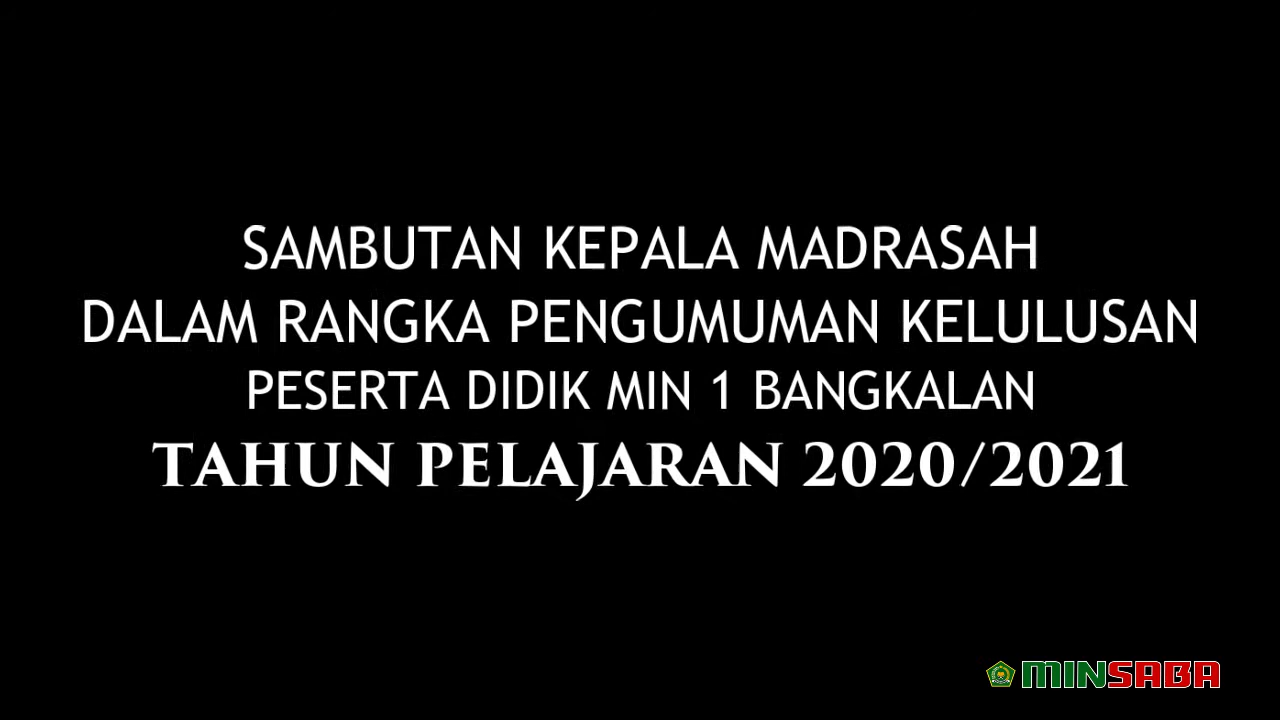 SAMBUTAN KEPALA MADRASAH
DALAM RANGKA PENGUMUMAN KELULUSAN
PESERTA DIDIK MIN 1 BANGKALAN
TAHUN PELAJARAN 2020/2021
MINSABA